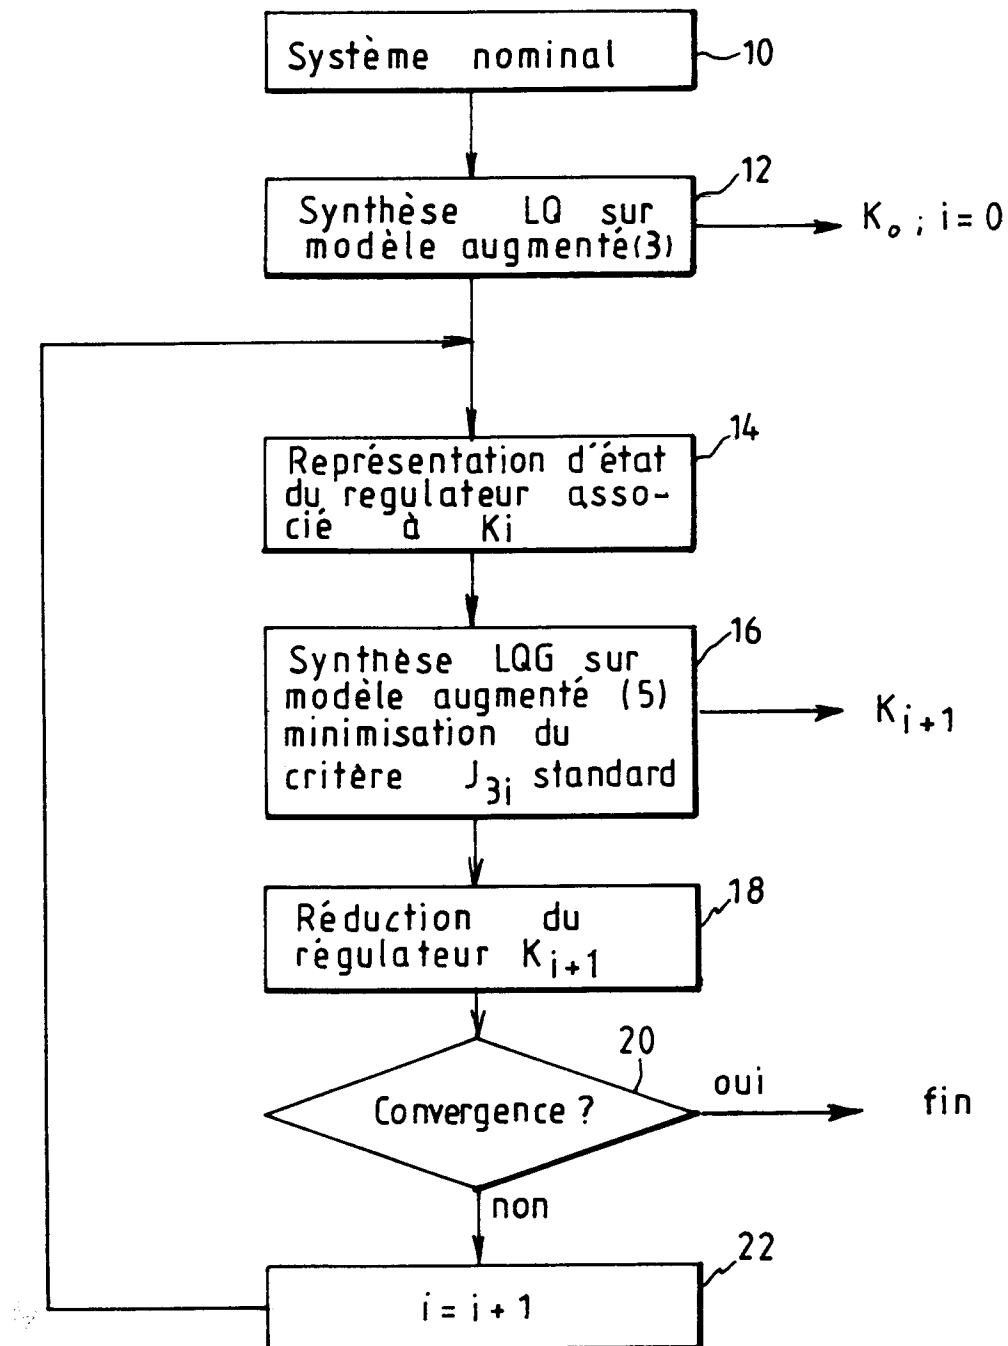 Système nominal
10
12
Synthèse LQ sur
modèle augmenté(3)
K₀ ; i=0
14
Représentation d'état
du regulateur asso-
cié à Ki
16
Synthèse LQG sur
modèle augmenté (5)
minimisation du
critère J₃ᵢ standard
Kᵢ₊₁
18
Réduction du
régulateur Kᵢ₊₁
20
Convergence ?
oui
fin
non
22
i = i + 1